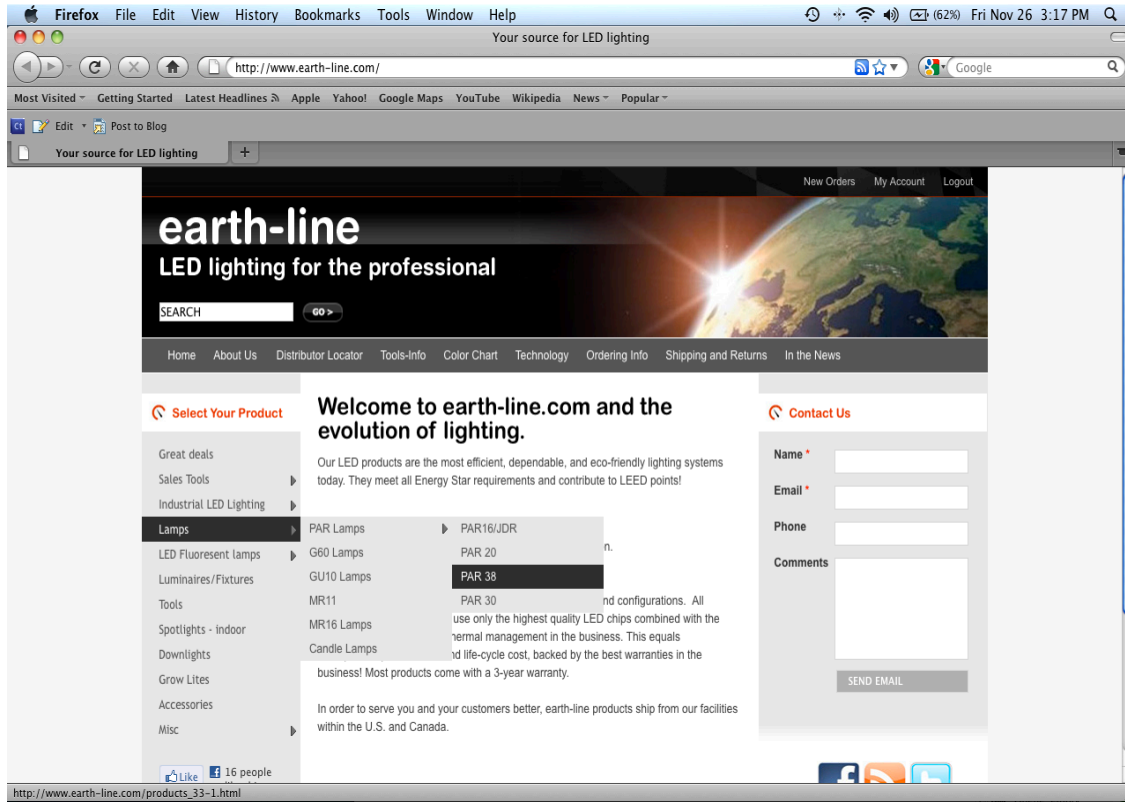 Firefox File Edit View History Bookmarks Tools Window Help (62%) Fri Nov 26 3:17 PM
Your source for LED lighting
http://www.earth-line.com/ Google
Most Visited Getting Started Latest Headlines Apple Yahoo! Google Maps YouTube Wikipedia News Popular
Ct Edit Post to Blog
Your source for LED lighting +
New Orders My Account Logout
earth-line
LED lighting for the professional
SEARCH GO >
Home About Us Distributor Locator Tools-Info Color Chart Technology Ordering Info Shipping and Returns In the News
Select Your Product
Great deals
Sales Tools
Industrial LED Lighting
Lamps
LED Fluoresent lamps
Luminaires/Fixtures
Tools
Spotlights - indoor
Downlights
Grow Lites
Accessories
Misc
Like 16 people
PAR Lamps
G60 Lamps
GU10 Lamps
MR11
MR16 Lamps
Candle Lamps
PAR16/JDR
PAR 20
PAR 38
PAR 30
Welcome to earth-line.com and the
evolution of lighting.
Our LED products are the most efficient, dependable, and eco-friendly lighting systems
today. They meet all Energy Star requirements and contribute to LEED points!
n.
nd configurations. All
use only the highest quality LED chips combined with the
hermal management in the business. This equals
nd life-cycle cost, backed by the best warranties in the
business! Most products come with a 3-year warranty.
In order to serve you and your customers better, earth-line products ship from our facilities
within the U.S. and Canada.
Contact Us
Name *
Email *
Phone
Comments
SEND EMAIL
http://www.earth-line.com/products_33-1.html